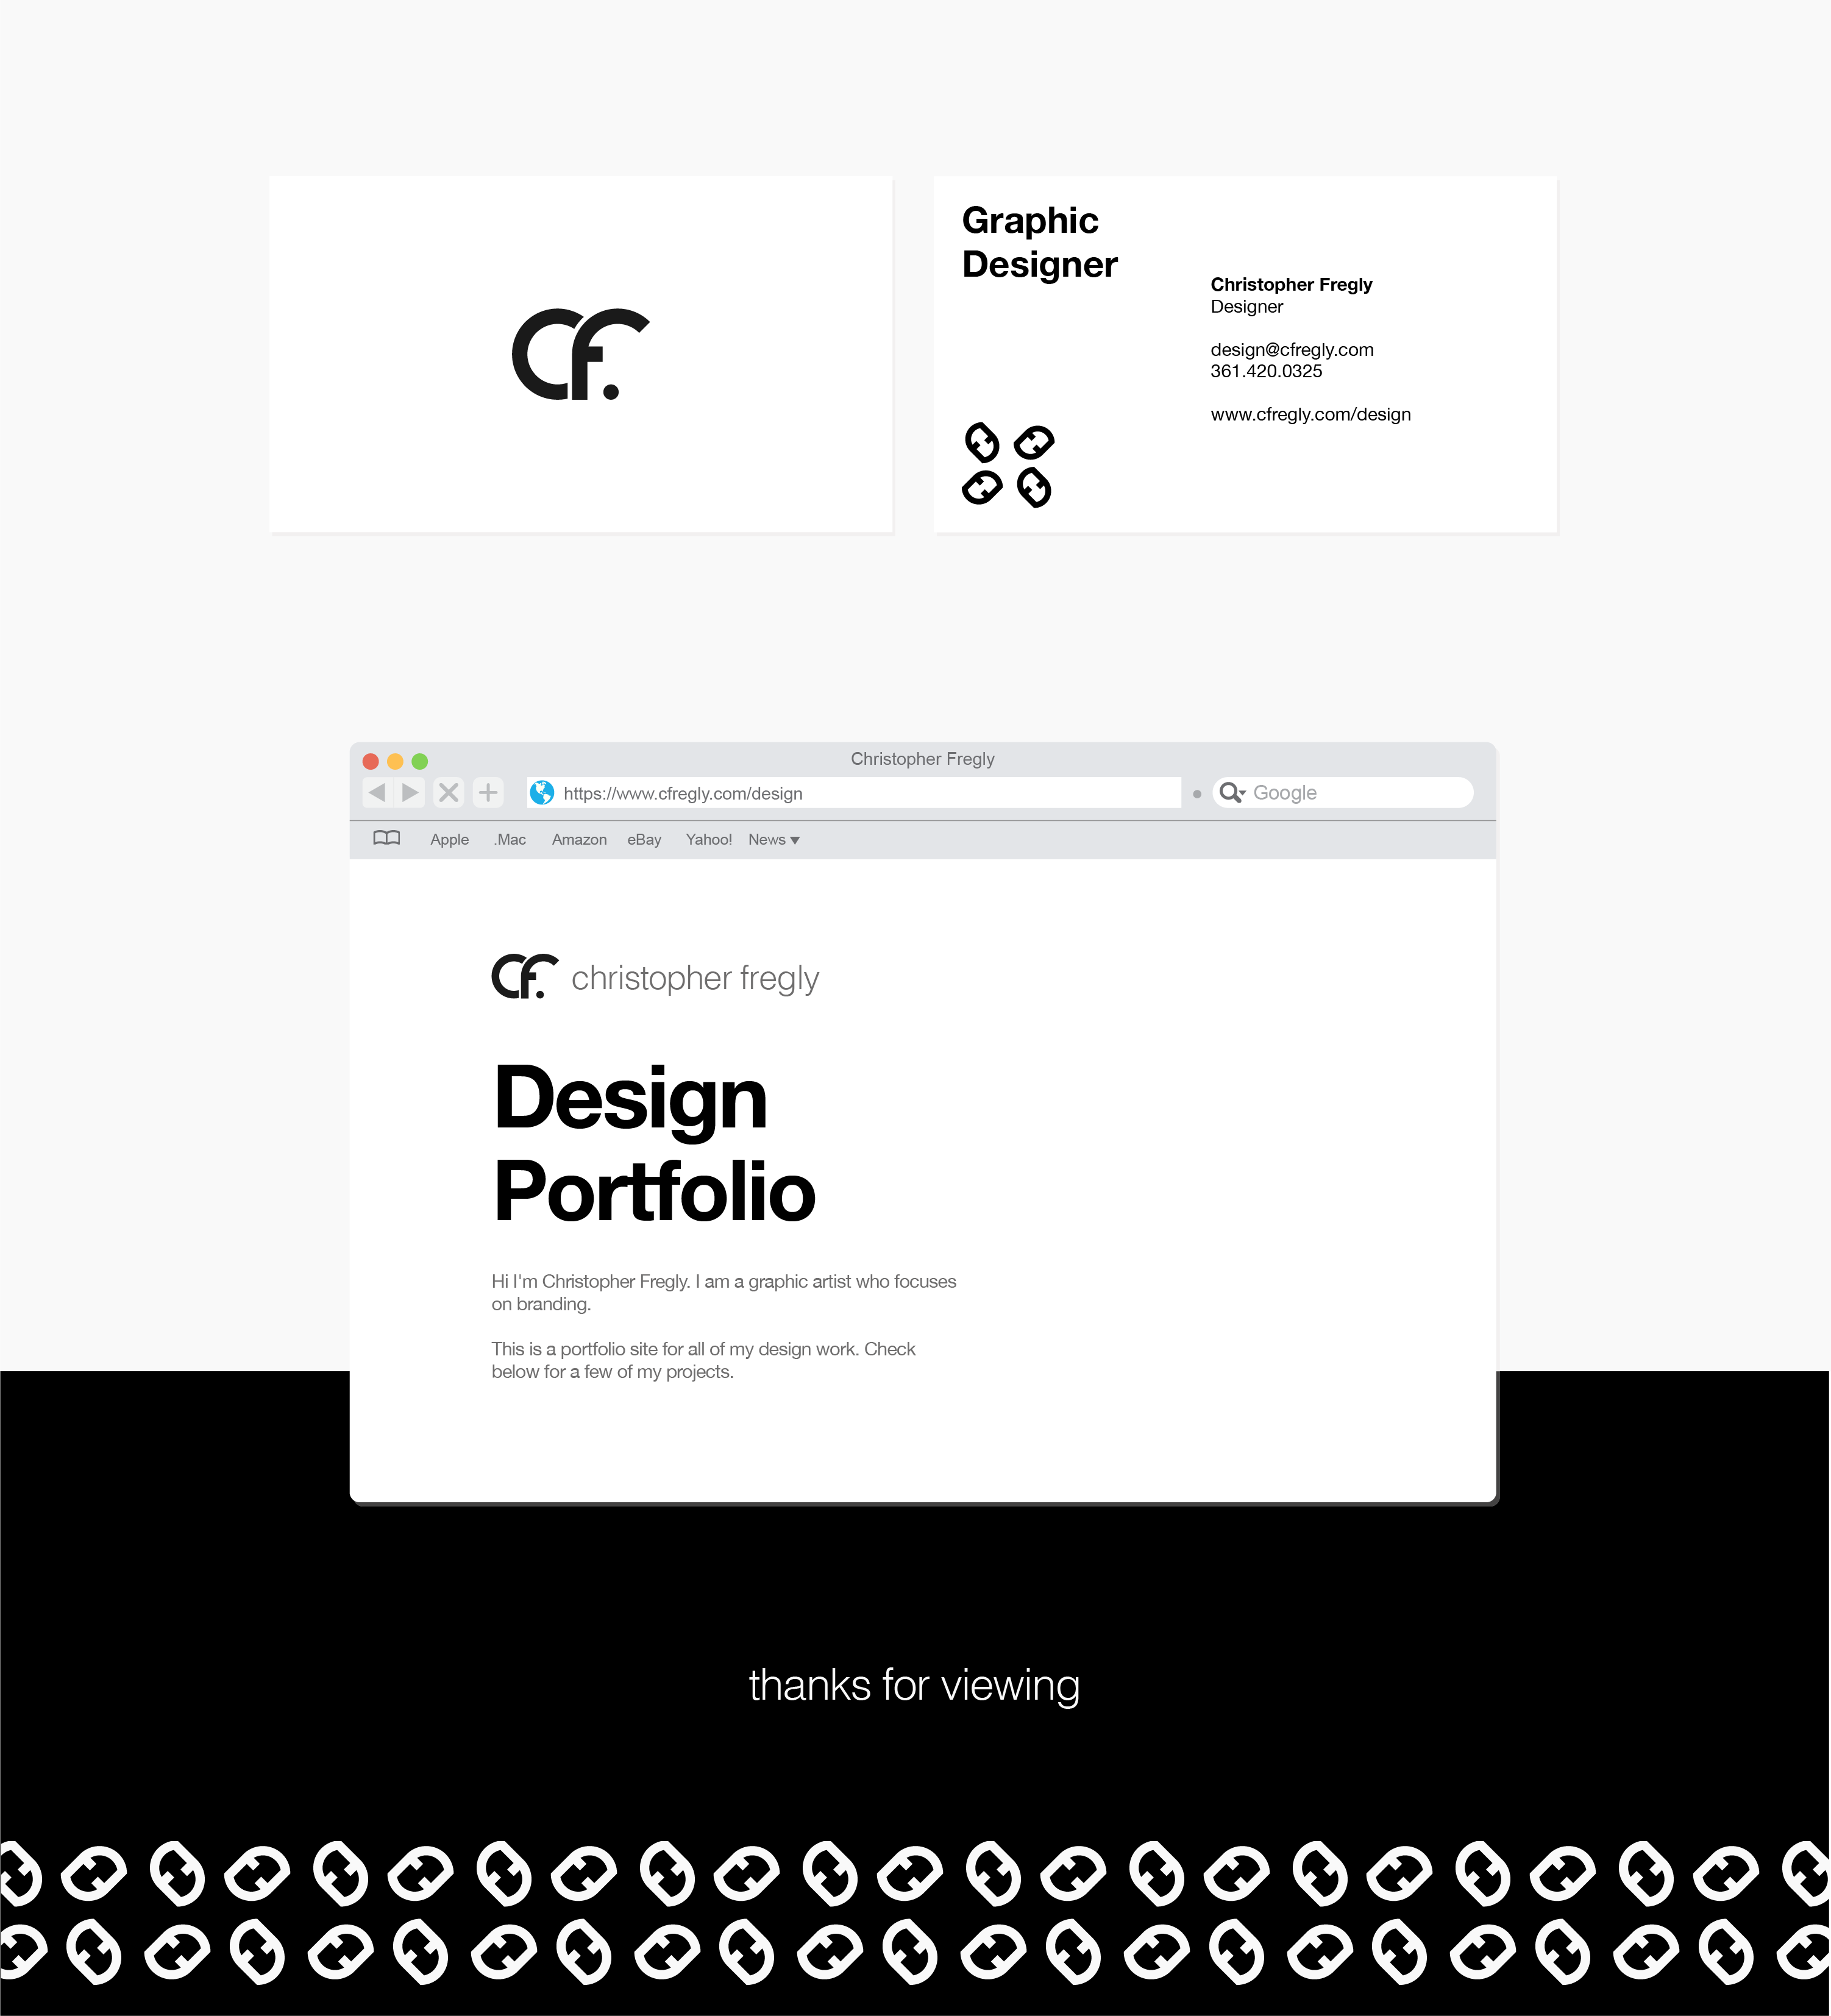 CF.
Graphic
Designer
Christopher Fregly
Designer
design@cfregly.com
361.420.0325
www.cfregly.com/design
Christopher Fregly
https://www.cfregly.com/design
Google
Apple .Mac Amazon eBay Yahoo! News
CF. christopher fregly
Design
Portfolio
Hi I'm Christopher Fregly. I am a graphic artist who focuses
on branding.
This is a portfolio site for all of my design work. Check
below for a few of my projects.
thanks for viewing